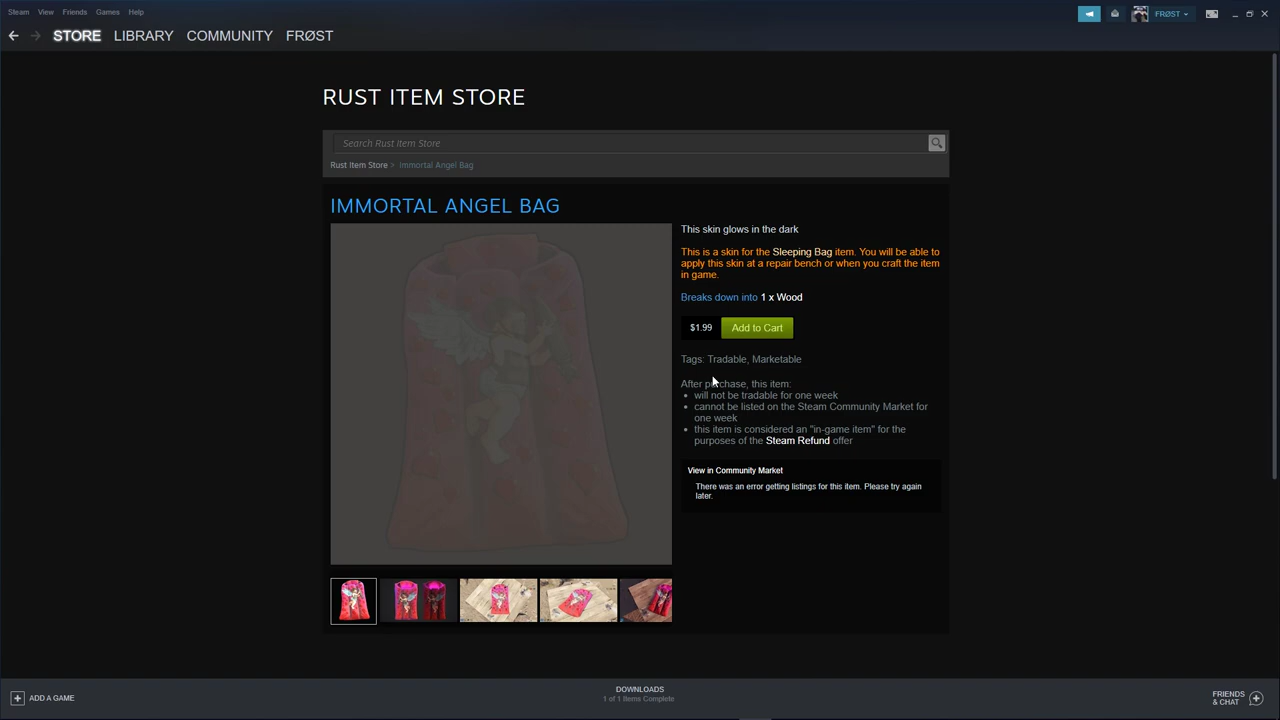 Steam View Friends Games Help
FRØST
STORE LIBRARY COMMUNITY FRØST
RUST ITEM STORE
Search Rust Item Store
Rust Item Store > Immortal Angel Bag
IMMORTAL ANGEL BAG
This skin glows in the dark
This is a skin for the Sleeping Bag item. You will be able to
apply this skin at a repair bench or when you craft the item
in game.
Breaks down into 1 x Wood
$1.99 Add to Cart
Tags: Tradable, Marketable
After purchase, this item:
will not be tradable for one week
cannot be listed on the Steam Community Market for
one week
this item is considered an "in-game item" for the
purposes of the Steam Refund offer
View in Community Market
There was an error getting listings for this item. Please try again
later.
ADD A GAME
DOWNLOADS
1 of 1 Items Complete
FRIENDS
& CHAT